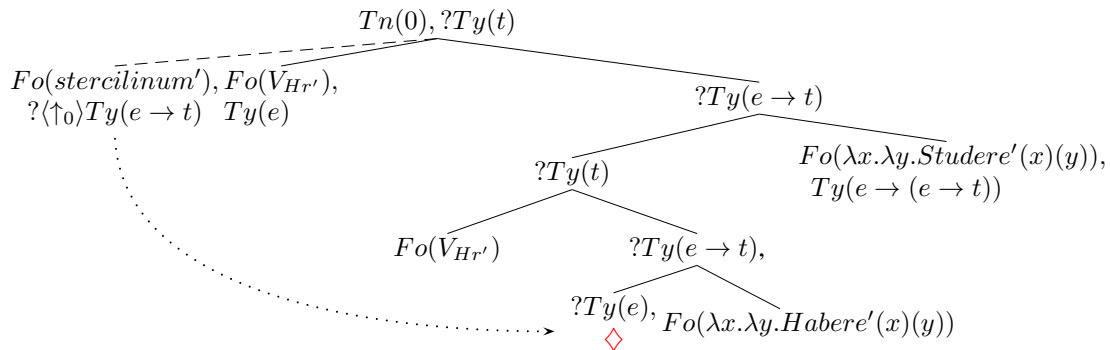 Tn(0), ?Ty(t)
Fo(stercilinum′), Fo(V_{Hr′}),
?⟨↑₀⟩Ty(e → t) Ty(e)
?Ty(e → t)
?Ty(t)
Fo(λx.λy.Studere′(x)(y)),
Ty(e → (e → t))
Fo(V_{Hr′})
?Ty(e → t),
?Ty(e),
◇
Fo(λx.λy.Habere′(x)(y))